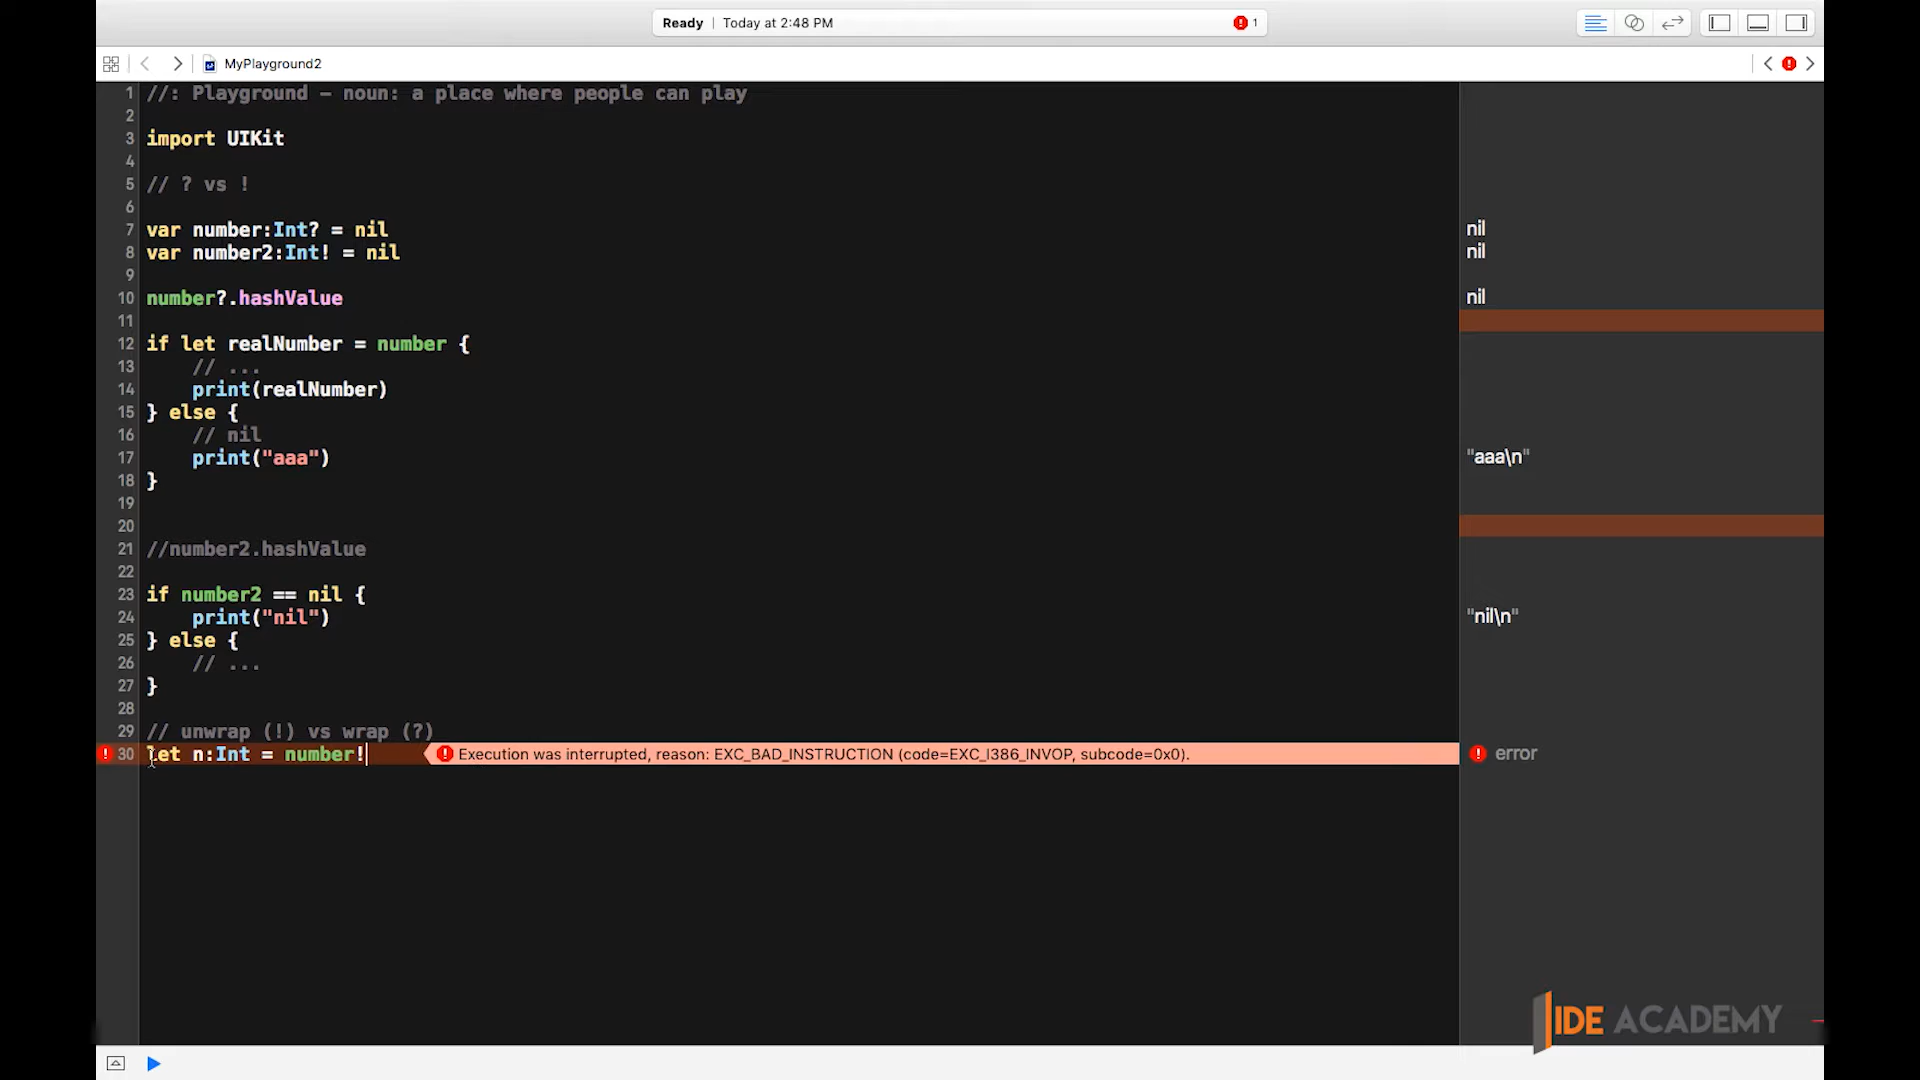 Ready | Today at 2:48 PM 1
MyPlayground2
1 //: Playground – noun: a place where people can play
2
3 import UIKit
4
5 // ? vs !
6
7 var number:Int? = nil nil
8 var number2:Int! = nil nil
9
10 number?.hashValue nil
11
12 if let realNumber = number {
13 // ...
14 print(realNumber)
15 } else {
16 // nil
17 print("aaa") "aaa\n"
18 }
19
20
21 //number2.hashValue
22
23 if number2 == nil {
24 print("nil") "nil\n"
25 } else {
26 // ...
27 }
28
29 // unwrap (!) vs wrap (?)
30 let n:Int = number! Execution was interrupted, reason: EXC_BAD_INSTRUCTION (code=EXC_I386_INVOP, subcode=0x0). error
IDE ACADEMY